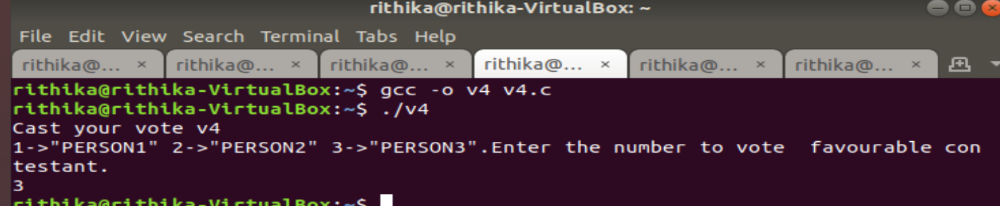 rithika@rithika-VirtualBox: ~
File Edit View Search Terminal Tabs Help
rithika@... × rithika@... × rithika@... × rithika@... × rithika@... × rithika@... ×
rithika@rithika-VirtualBox:~$ gcc -o v4 v4.c
rithika@rithika-VirtualBox:~$ ./v4
Cast your vote v4
1->"PERSON1" 2->"PERSON2" 3->"PERSON3".Enter the number to vote  favourable con
testant.
3
rithika@rithika-VirtualBox:~$